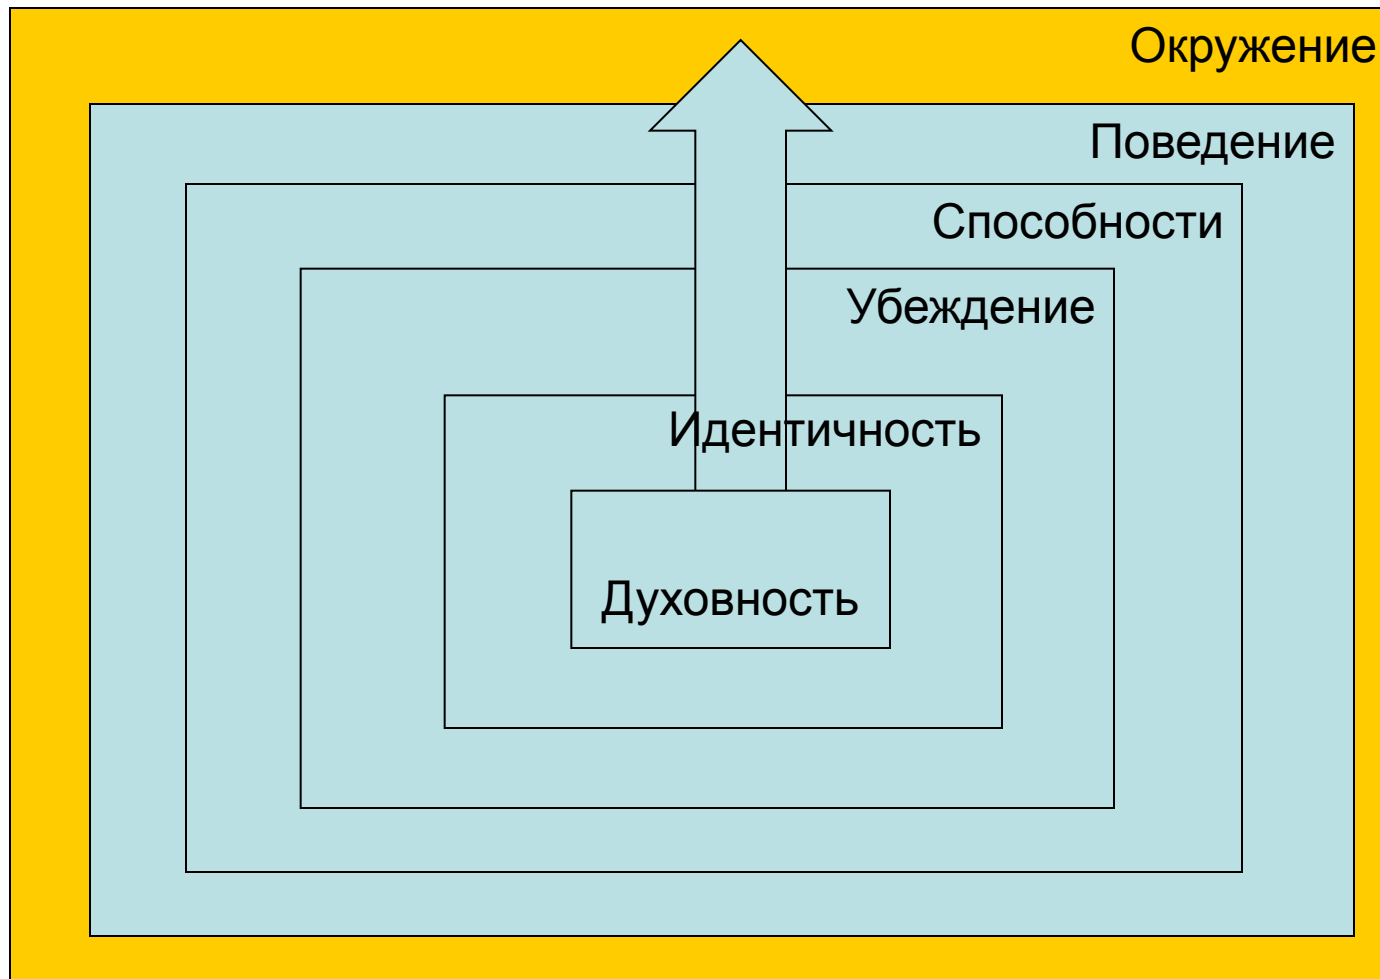 Окружение
Поведение
Способности
Убеждение
Идентичность
Духовность